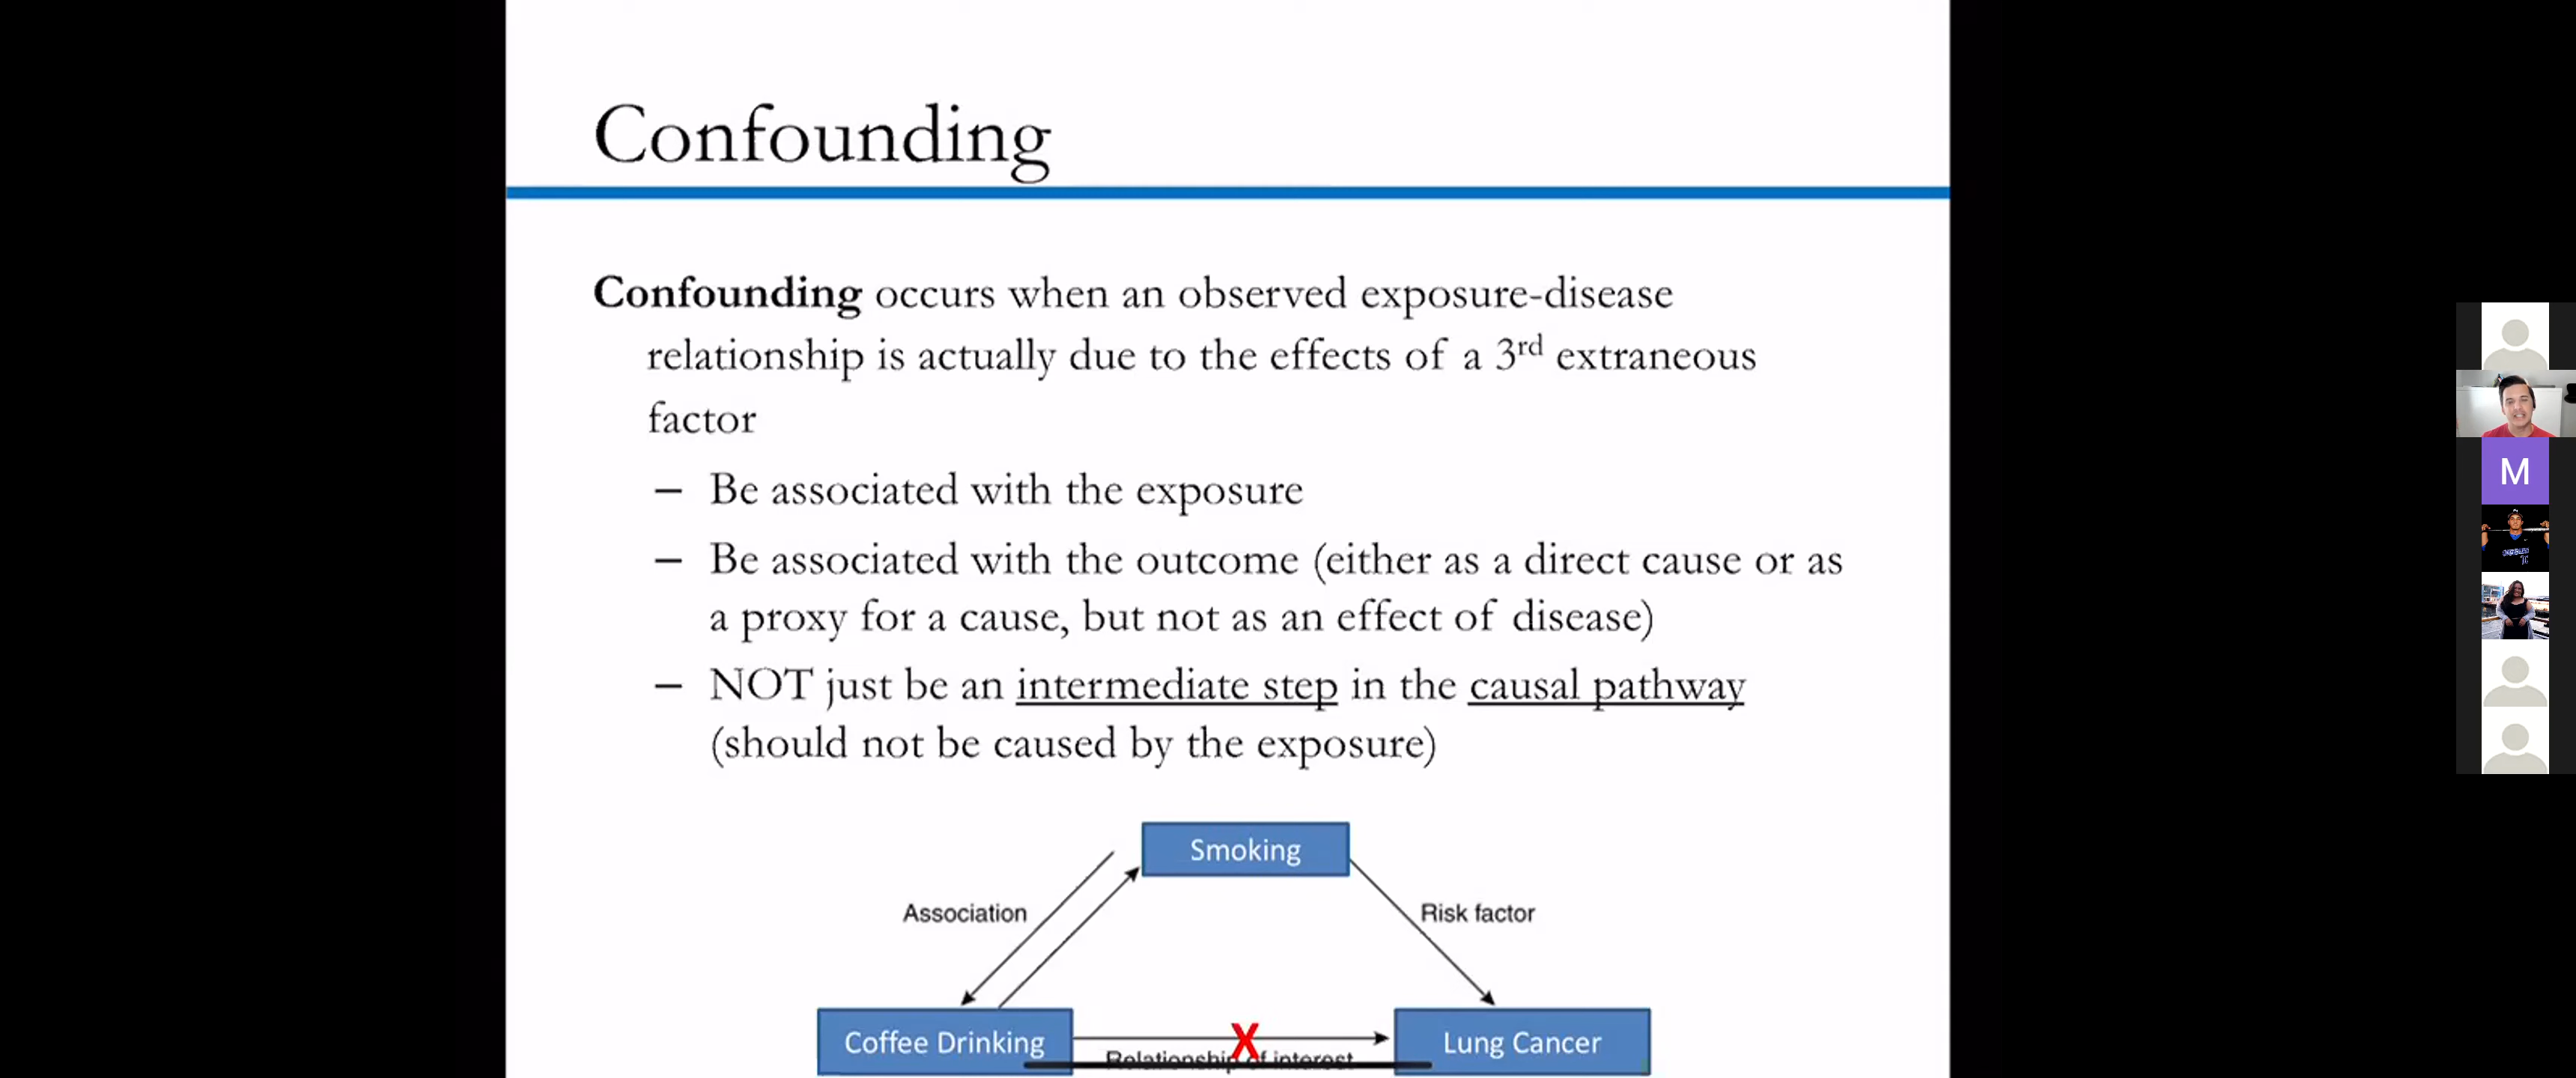 Confounding
Confounding occurs when an observed exposure-disease
relationship is actually due to the effects of a 3rd extraneous
factor
– Be associated with the exposure
– Be associated with the outcome (either as a direct cause or as
a proxy for a cause, but not as an effect of disease)
– NOT just be an intermediate step in the causal pathway
(should not be caused by the exposure)
Smoking
Association
Risk factor
Coffee Drinking
X
Relationship of interest
Lung Cancer
M